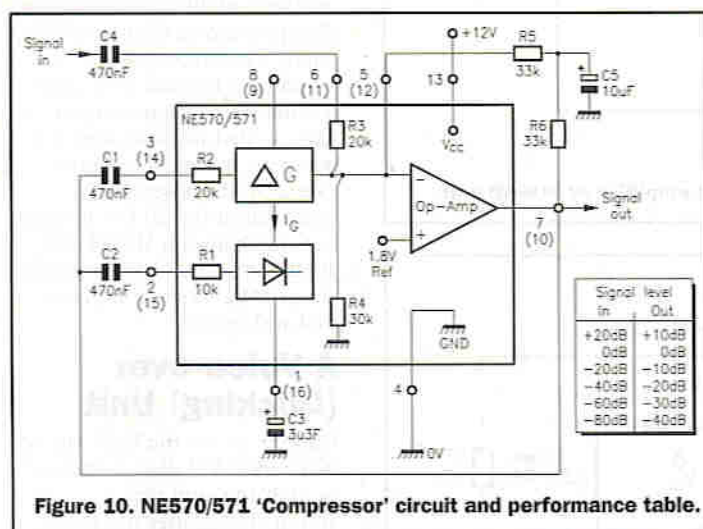 Signal in
C4
470nF
8 (9)
6 (11)
5 (12)
+12V
13
R5
33k
C5
10uF
NE570/571
R3
20k
Vcc
R6
33k
C1
470nF
3 (14)
R2
20k
G
−
Op-Amp
+
Signal out
7 (10)
IG
1.8V Ref
C2
470nF
2 (15)
R1
10k
R4
30k
GND
1 (16)
C3
3u3F
+
4
0V
Signal level
In Out
+20dB +10dB
0dB 0dB
−20dB −10dB
−40dB −20dB
−60dB −30dB
−80dB −40dB
Figure 10. NE570/571 'Compressor' circuit and performance table.